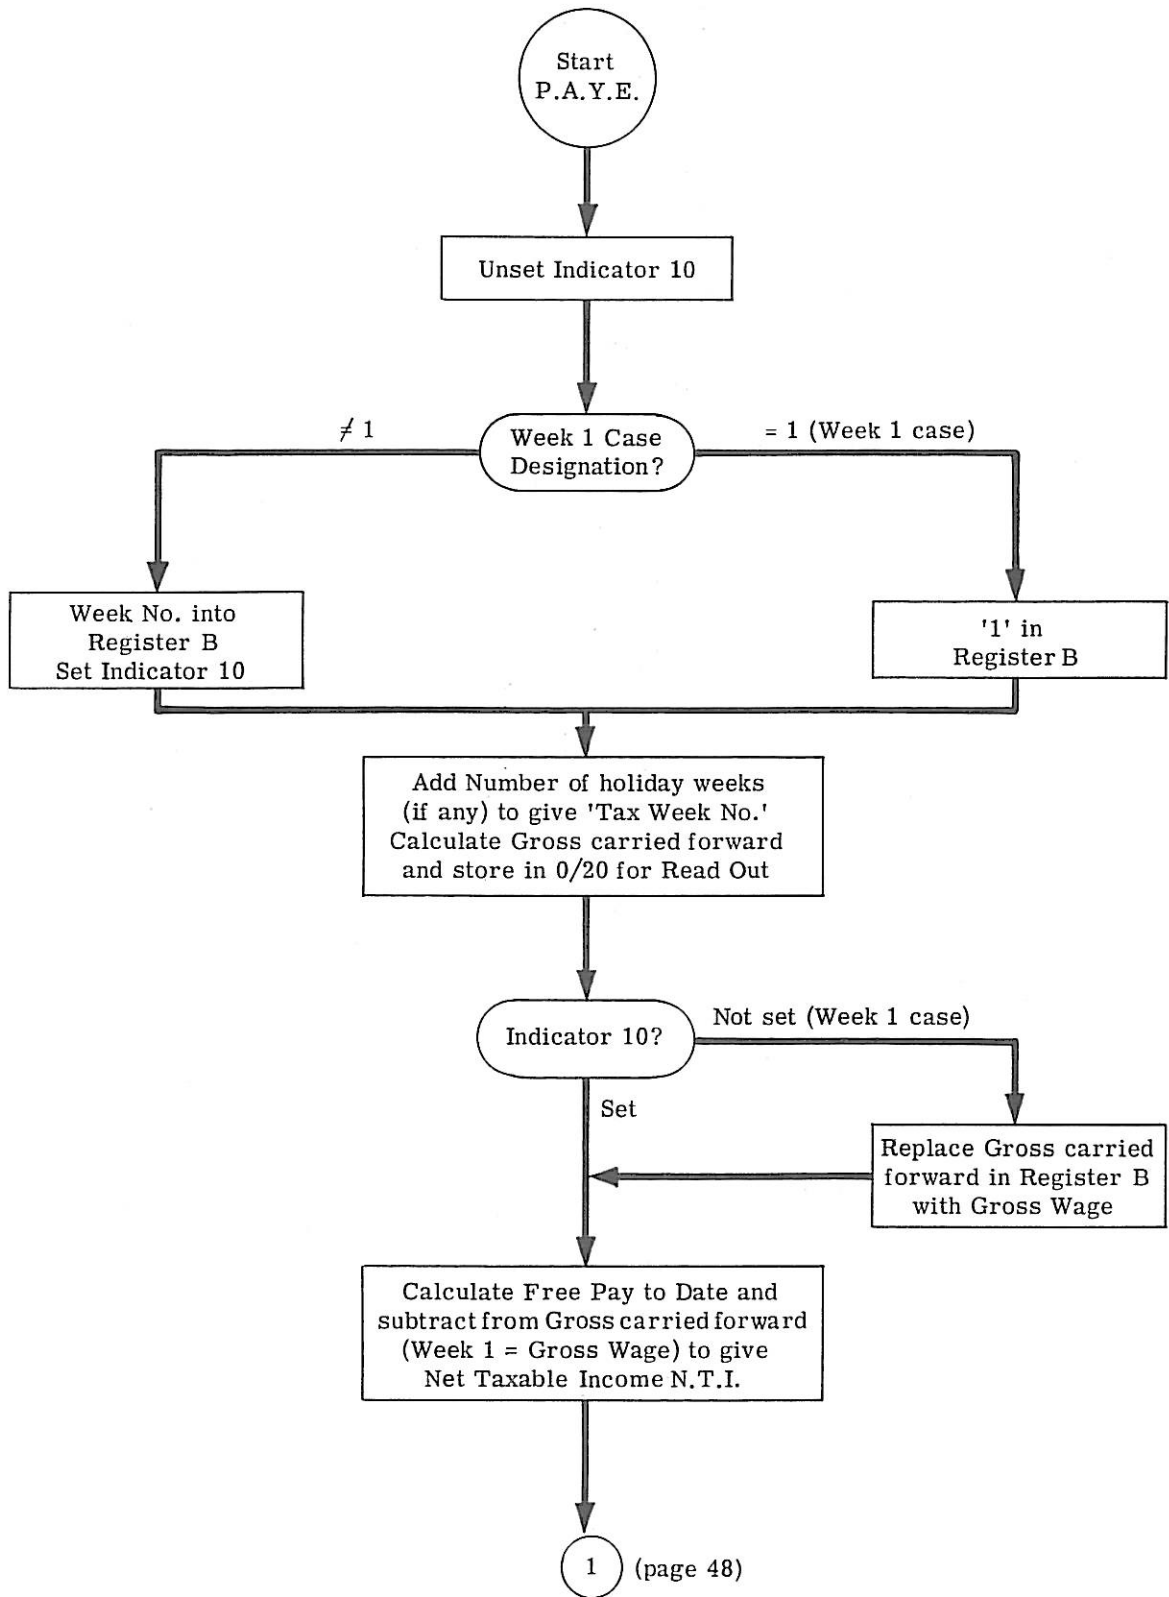 Start
P.A.Y.E.
Unset Indicator 10
≠ 1
Week 1 Case
Designation?
= 1 (Week 1 case)
Week No. into
Register B
Set Indicator 10
'1' in
Register B
Add Number of holiday weeks
(if any) to give 'Tax Week No.'
Calculate Gross carried forward
and store in 0/20 for Read Out
Indicator 10?
Not set (Week 1 case)
Set
Replace Gross carried
forward in Register B
with Gross Wage
Calculate Free Pay to Date and
subtract from Gross carried forward
(Week 1 = Gross Wage) to give
Net Taxable Income N.T.I.
1 (page 48)